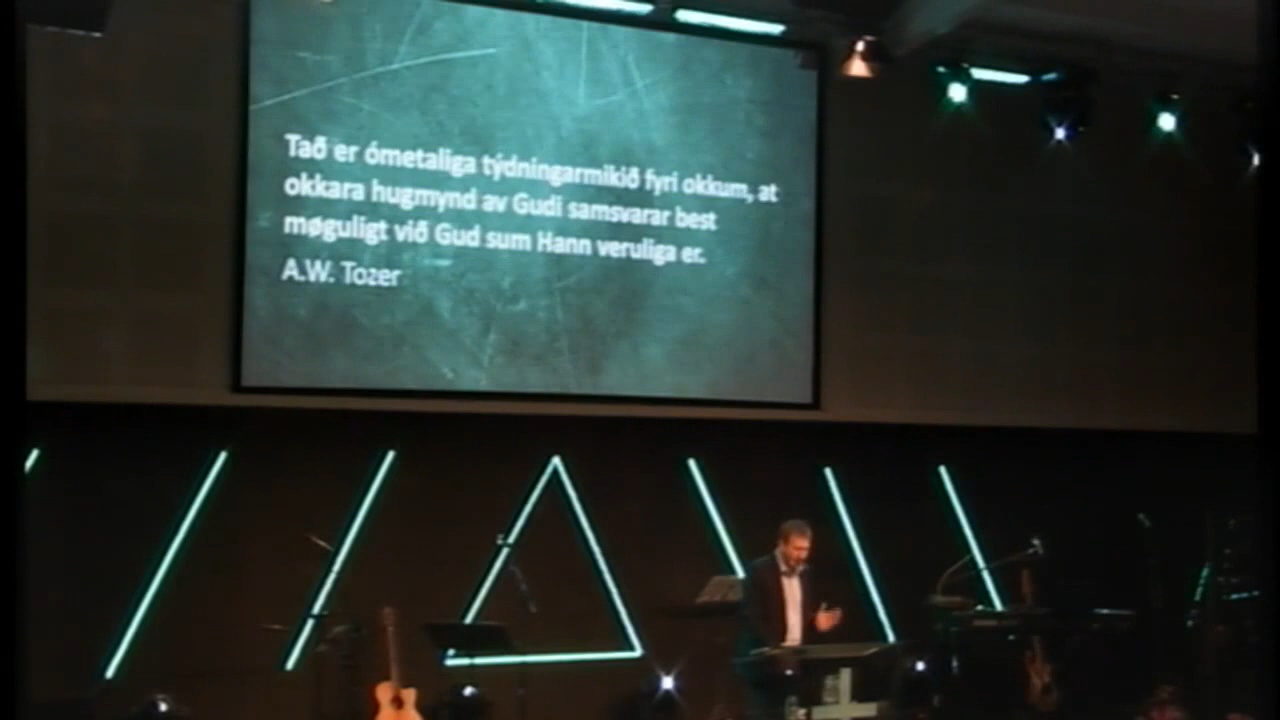 Tað er ómetaliga týdningarmikið fyri okkum, at
okkara hugmynd av Gudi samsvarar best
møguligt við Gud sum Hann veruliga er.
A.W. Tozer